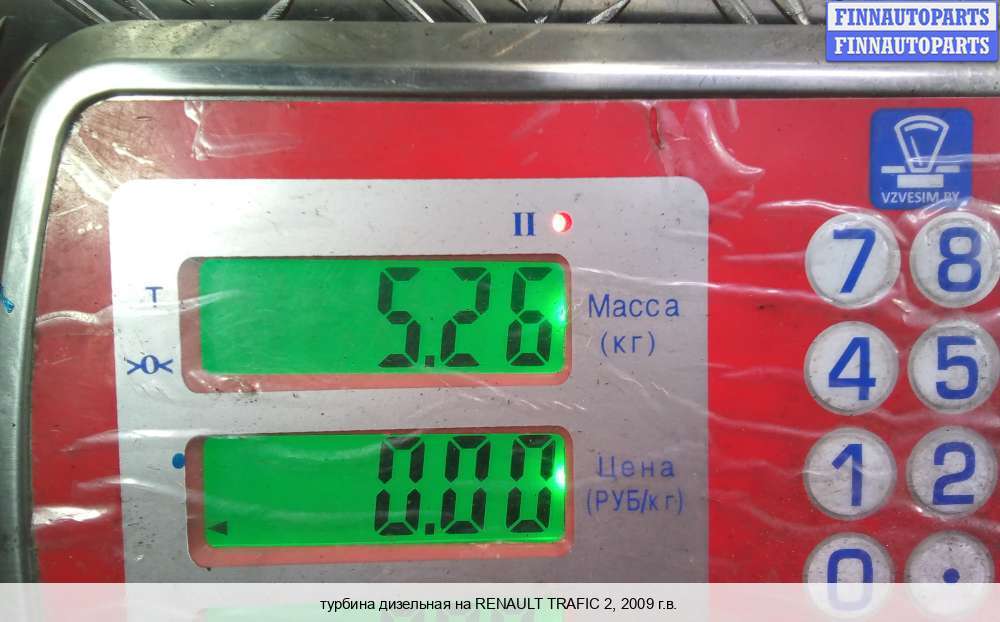 FINNAUTOPARTS
FINNAUTOPARTS
VZVESIM.BY
II
T
>0<
5.26
Масса
(кг)
7 8
4 5
0.00
Цена
(РУБ/кг)
1 2
0 .
турбина дизельная на RENAULT TRAFIC 2, 2009 г.в.